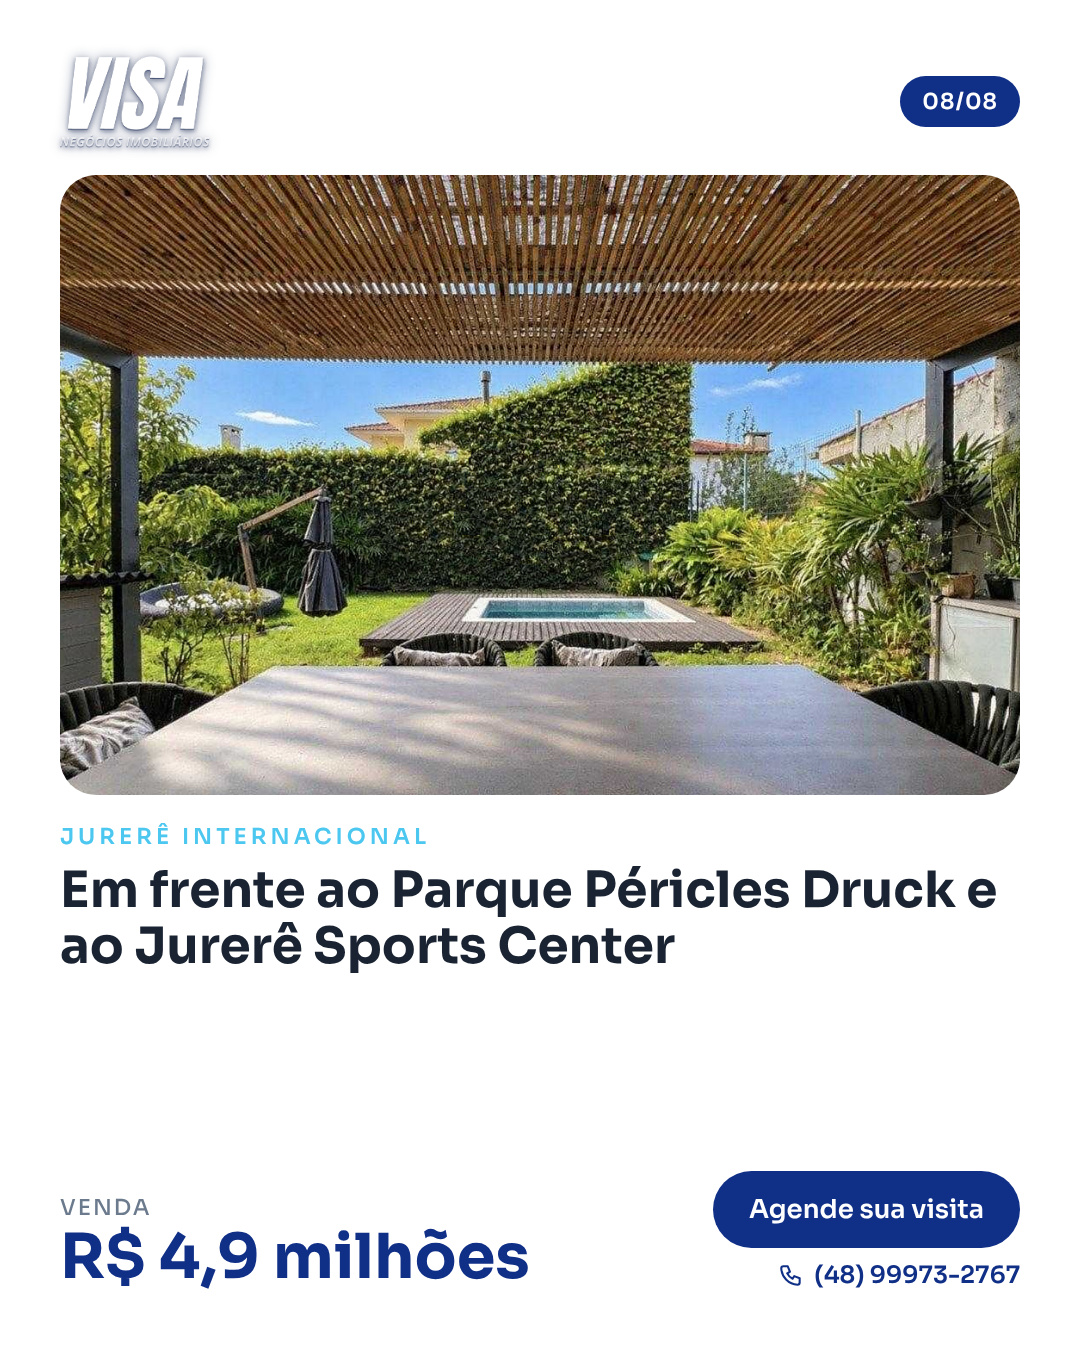 VISA
NEGÓCIOS IMOBILIÁRIOS
08/08
JURERÊ INTERNACIONAL
Em frente ao Parque Péricles Druck e
ao Jurerê Sports Center
VENDA
R$ 4,9 milhões
Agende sua visita
(48) 99973-2767